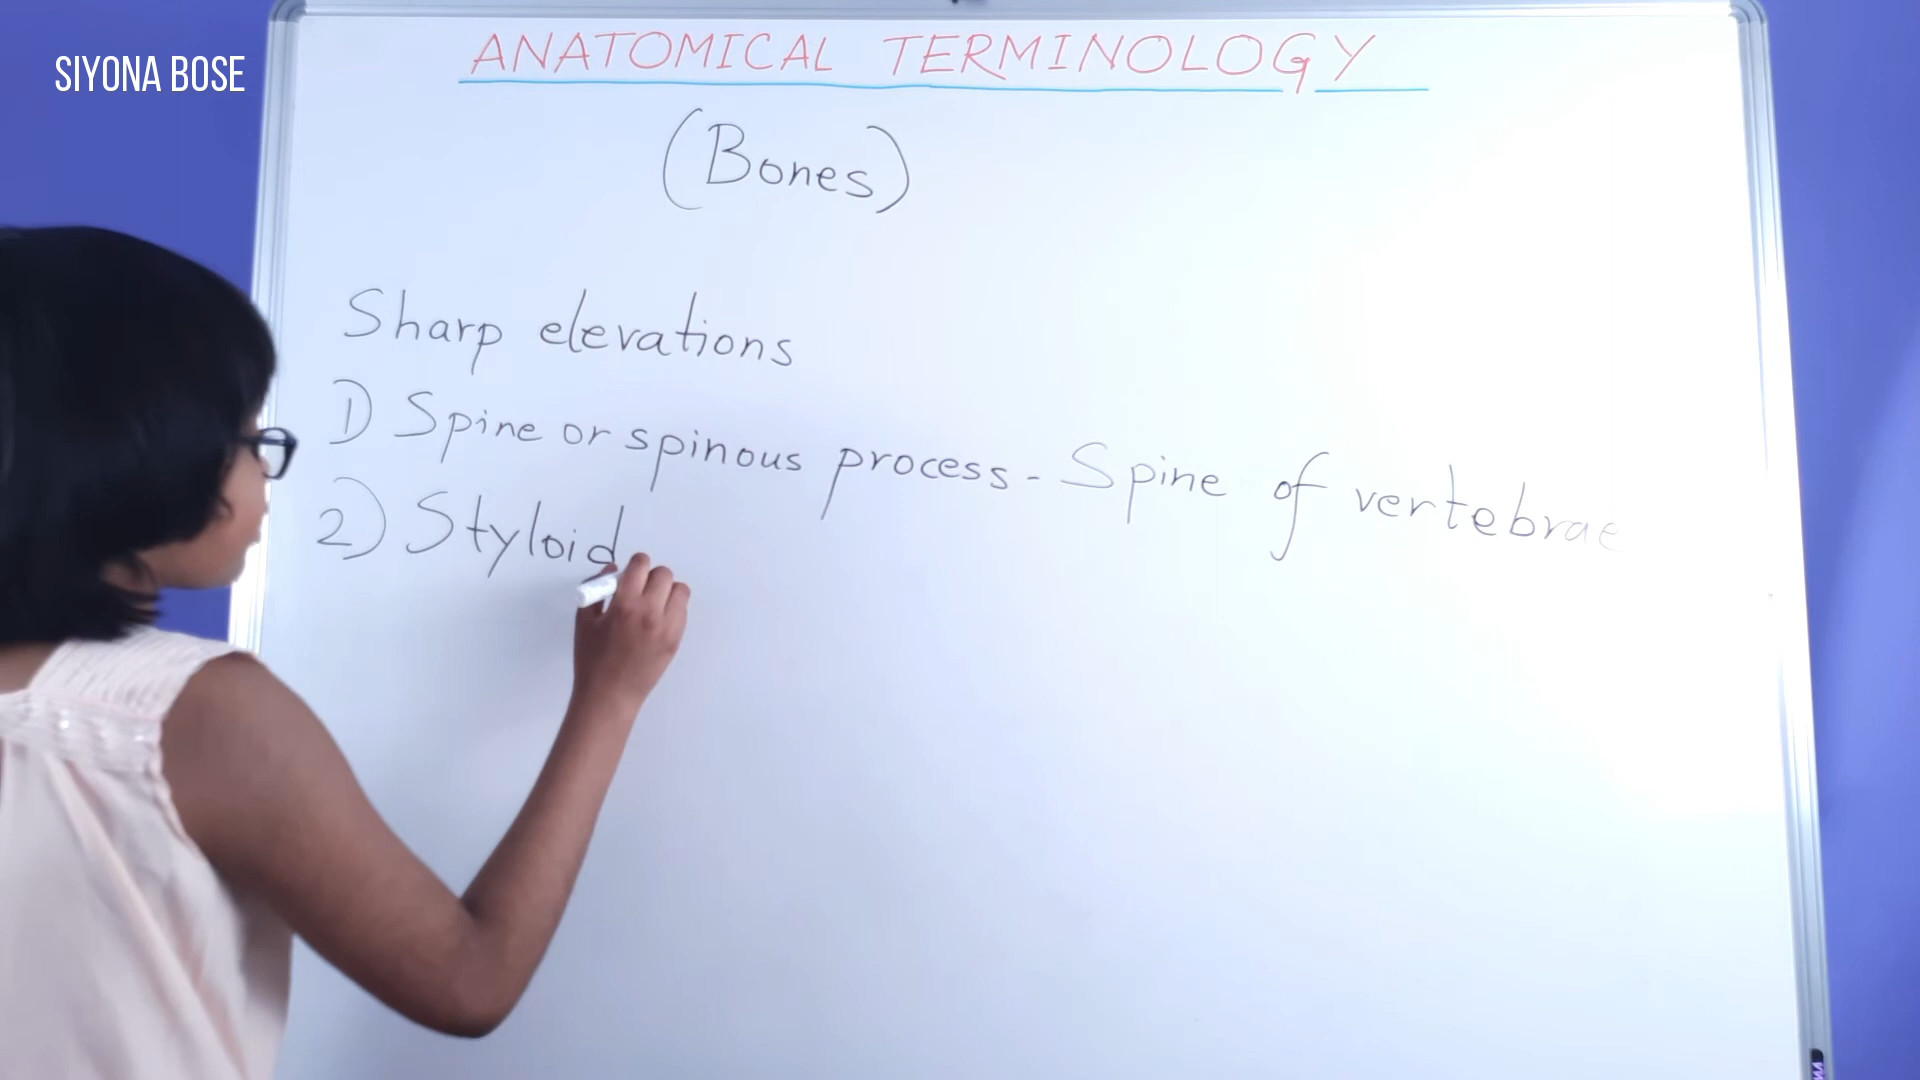 SIYONA BOSE
ANATOMICAL TERMINOLOGY
(Bones)
Sharp elevations
1) Spine or spinous process - Spine of vertebrae
2) Styloid